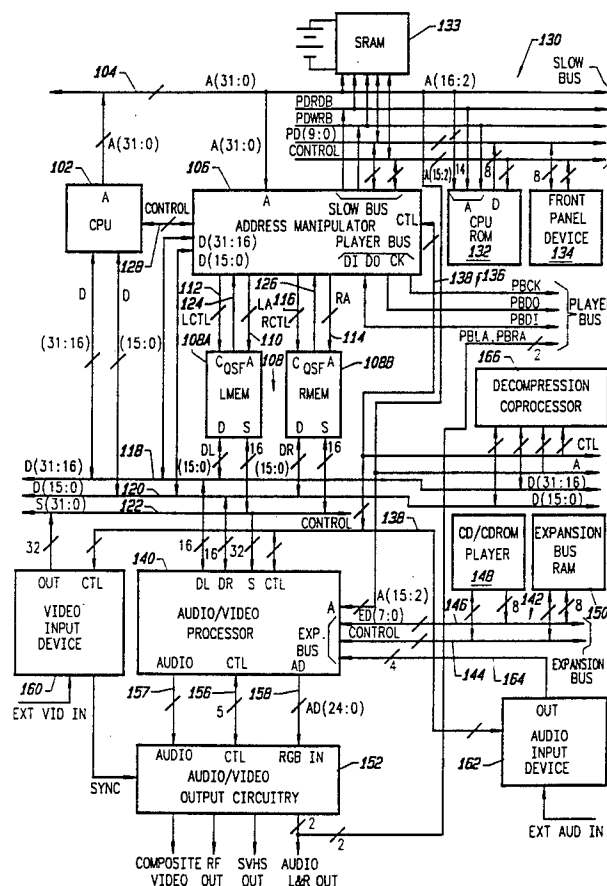 133
SRAM
130
SLOW BUS
104
A(31:0)
A(16:2)
PDRDB
PDWRB
PD(9:0)
CONTROL
A(31:0)
A(31:0)
102
106
A(15:2)
14
8
8
A
CPU
CONTROL
128
A
SLOW BUS
CTL
ADDRESS MANIPULATOR
D(31:16)
D(15:0)
PLAYER BUS
DI DO CK
A D
CPU ROM
132
FRONT PANEL DEVICE
134
D
D
112
124
LCTL
LA
116
RCTL
126
RA
138
136
PBCK
PBDO
PBDI
PBLA, PBRA
2
PLAYER BUS
110
114
108A
108
108B
(31:16)
(15:0)
C QSF A
LMEM
D S
C QSF A
RMEM
D S
166
DECOMPRESSION COPROCESSOR
118
DL
(15:0)
16
DR
(15:0)
16
CTL
A
D(31:16)
D(15:0)
D(31:16)
D(15:0)
120
S(31:0)
122
CONTROL
138
32
140
16
16
32
CD/CDROM PLAYER
148
EXPANSION BUS RAM
150
OUT CTL
VIDEO INPUT DEVICE
160
DL DR S CTL
AUDIO/VIDEO PROCESSOR
A
EXP. BUS
A(15:2)
ED(7:0)
CONTROL
146
8
142
8
144
4
164
EXPANSION BUS
EXT VID IN
AUDIO CTL AD
157
156
158
5
AD(24:0)
OUT
AUDIO INPUT DEVICE
162
SYNC
AUDIO CTL RGB IN
152
AUDIO/VIDEO OUTPUT CIRCUITRY
2
2
EXT AUD IN
COMPOSITE VIDEO
RF OUT
SVHS OUT
AUDIO L&R OUT